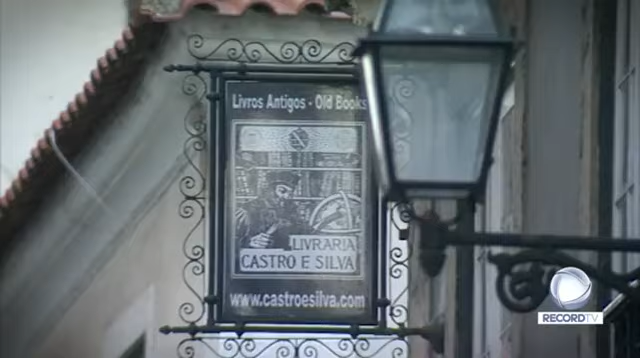 Livros Antigos - Old Books
LIVRARIA
CASTRO E SILVA
www.castroesilva.com
RECORDTV